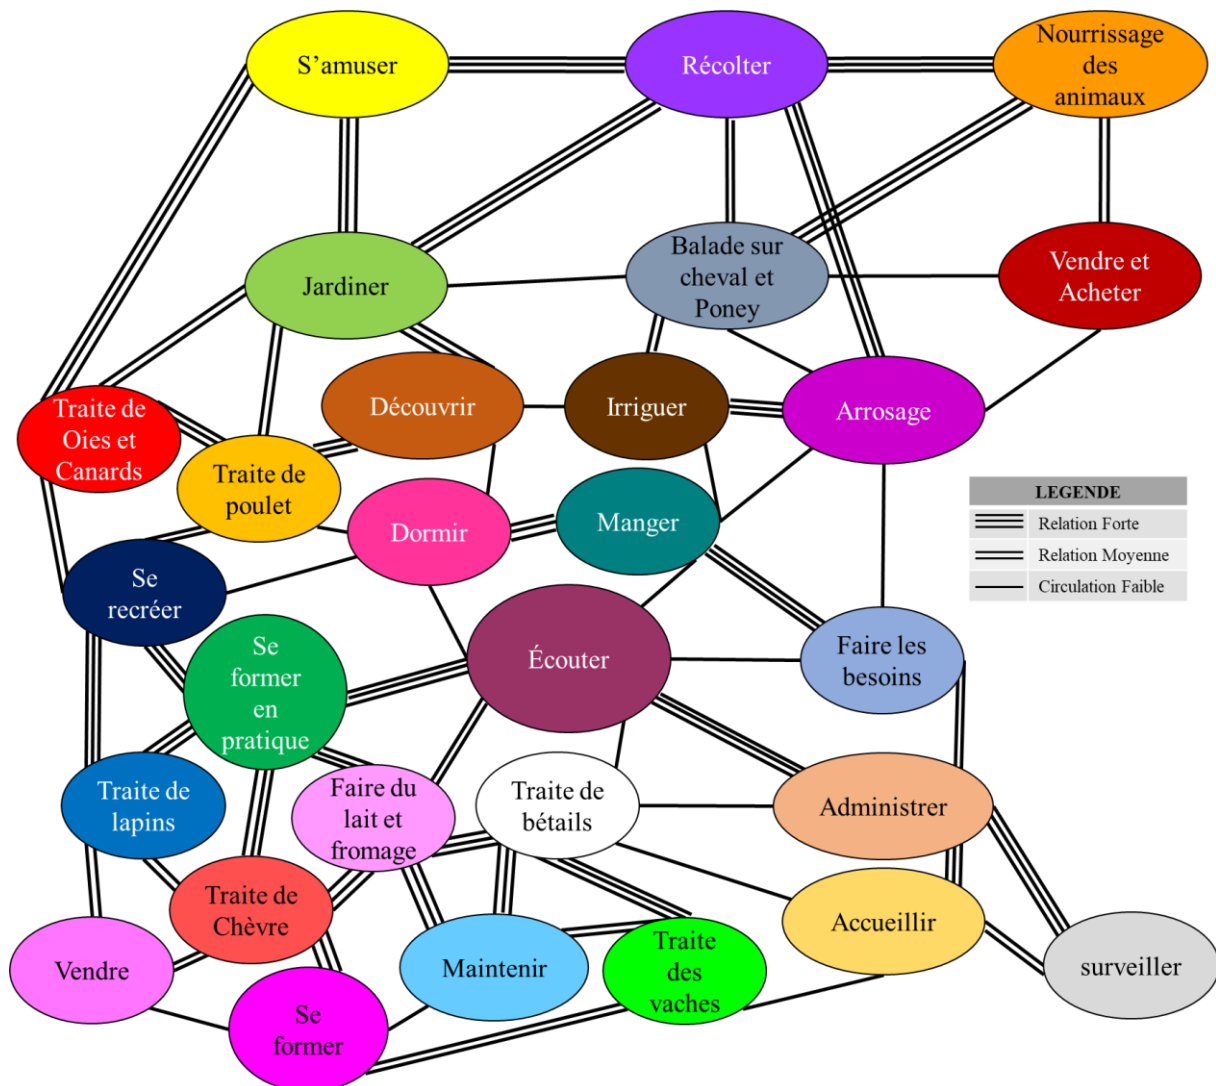 S’amuser
Récolter
Nourrissage
des
animaux
Jardiner
Balade sur
cheval et
Poney
Vendre et
Acheter
Traite de
Oies et
Canards
Découvrir
Irriguer
Arrosage
Traite de
poulet
Dormir
Manger
LEGENDE
Relation Forte
Relation Moyenne
Circulation Faible
Se
recréer
Se
former
en
pratique
Écouter
Faire les
besoins
Traite de
lapins
Faire du
lait et
fromage
Traite de
bétails
Administrer
Traite de
Chèvre
Accueillir
Vendre
Maintenir
Traite
des
vaches
surveiller
Se
former